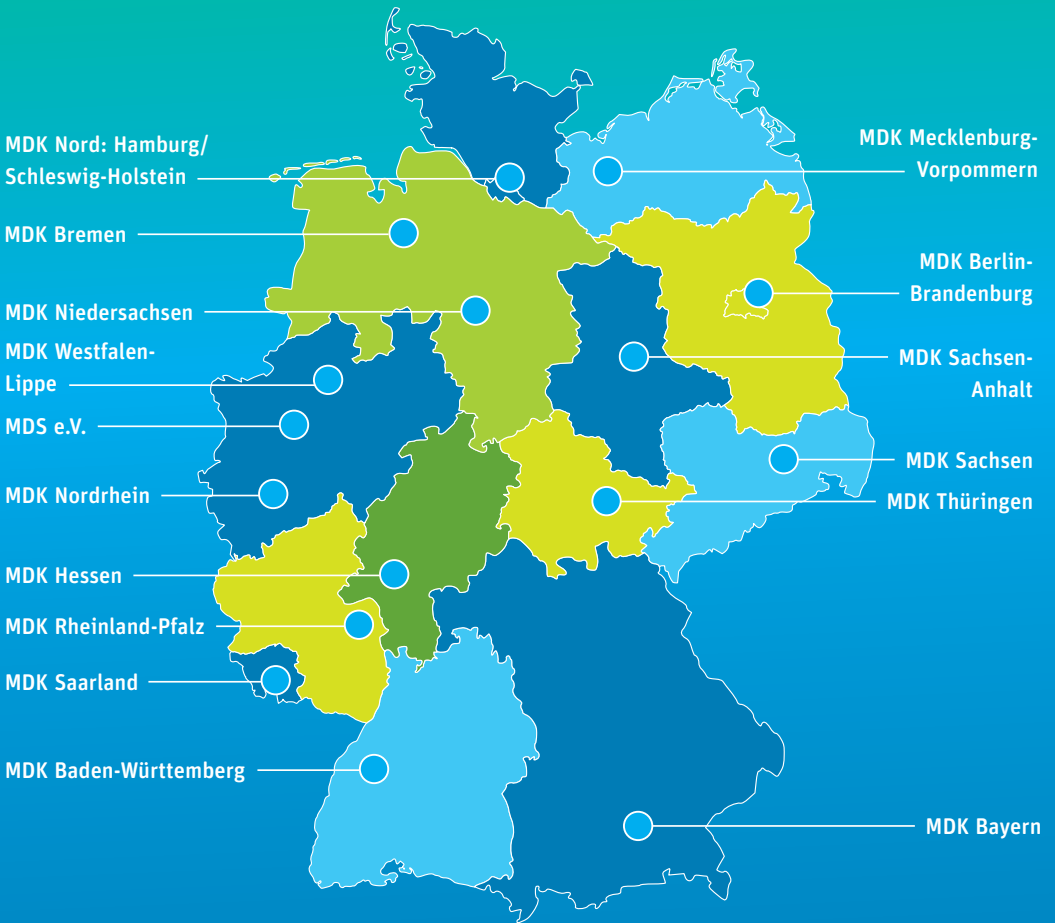 MDK Nord: Hamburg/
Schleswig-Holstein
MDK Bremen
MDK Niedersachsen
MDK Westfalen-
Lippe
MDS e.V.
MDK Nordrhein
MDK Hessen
MDK Rheinland-Pfalz
MDK Saarland
MDK Baden-Württemberg
MDK Mecklenburg-
Vorpommern
MDK Berlin-
Brandenburg
MDK Sachsen-
Anhalt
MDK Sachsen
MDK Thüringen
MDK Bayern